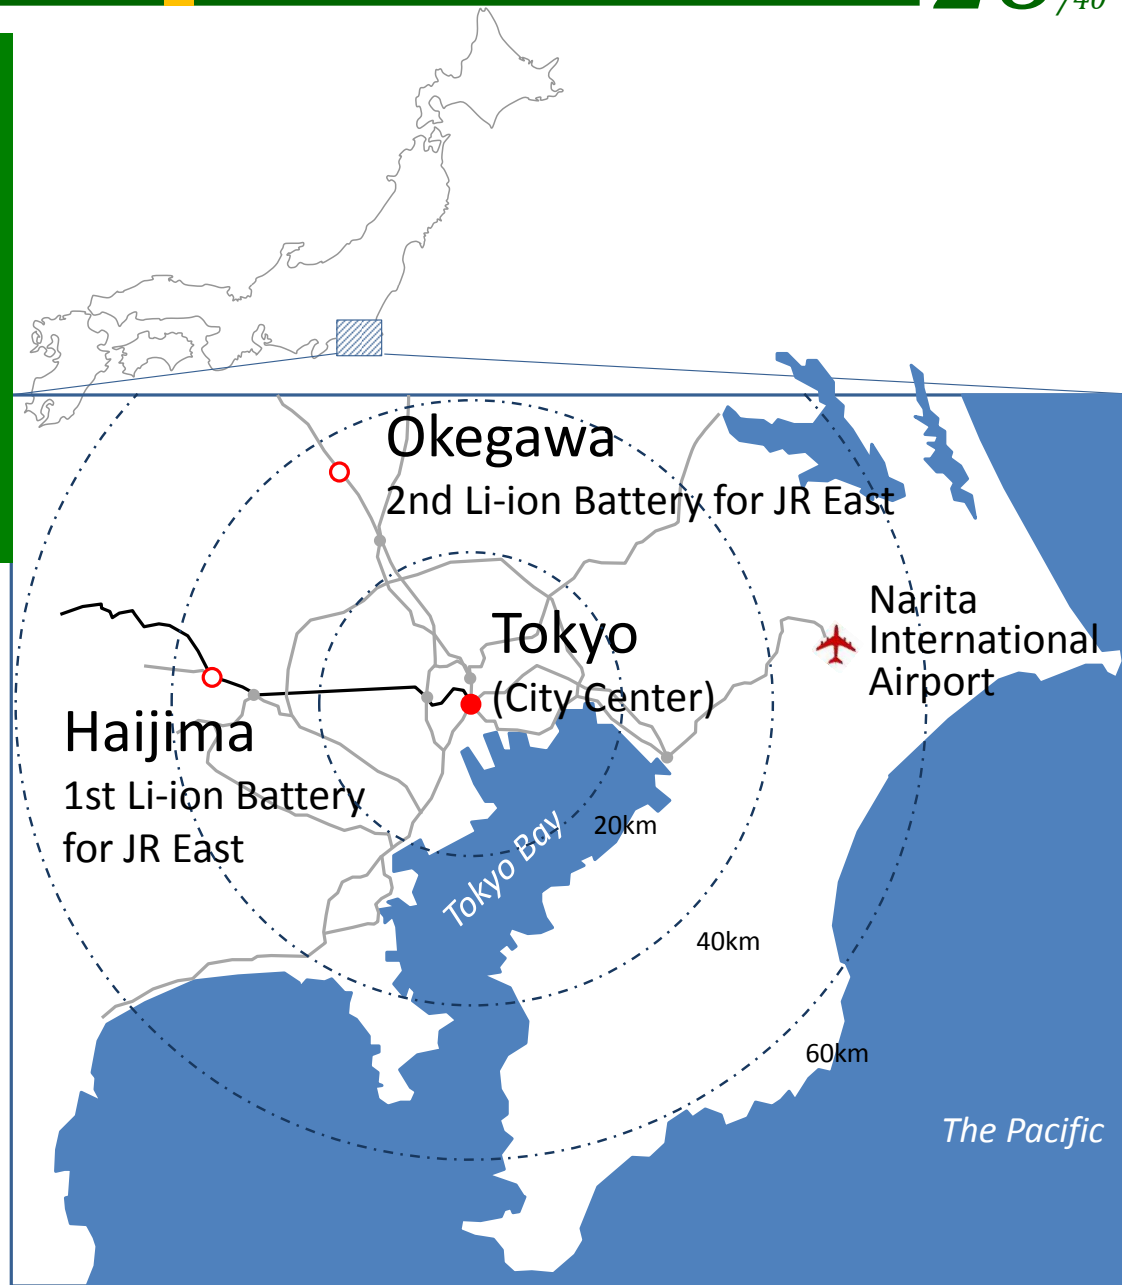 /40
Okegawa
2nd Li-ion Battery for JR East
Narita
International
Airport
Tokyo
(City Center)
Haijima
1st Li-ion Battery
for JR East
20km
Tokyo Bay
40km
60km
The Pacific